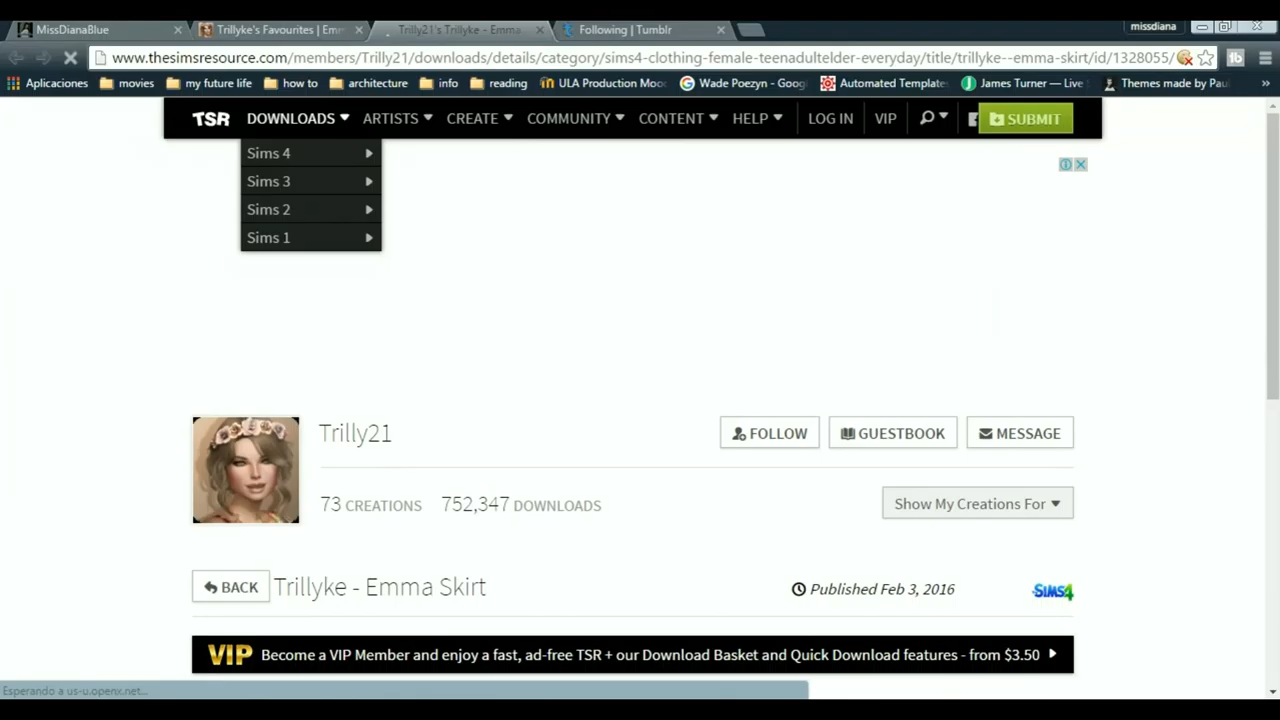 MissDianaBlue
Trillyke's Favourites | Emm
Trilly21's Trillyke - Emma
Following | Tumblr
missdiana
www.thesimsresource.com/members/Trilly21/downloads/details/category/sims4-clothing-female-teenadultelder-everyday/title/trillyke--emma-skirt/id/1328055/
Aplicaciones movies my future life how to architecture info reading ULA Production Moo Wade Poezyn - Goog Automated Template James Turner — Live Themes made by Pau »
TSR DOWNLOADS ARTISTS CREATE COMMUNITY CONTENT HELP LOG IN VIP SUBMIT
Sims 4
Sims 3
Sims 2
Sims 1
Trilly21 FOLLOW GUESTBOOK MESSAGE
73 CREATIONS 752,347 DOWNLOADS Show My Creations For
BACK Trillyke - Emma Skirt Published Feb 3, 2016 SIMS4
VIP Become a VIP Member and enjoy a fast, ad-free TSR + our Download Basket and Quick Download features - from $3.50
Esperando a us-u.openx.net...